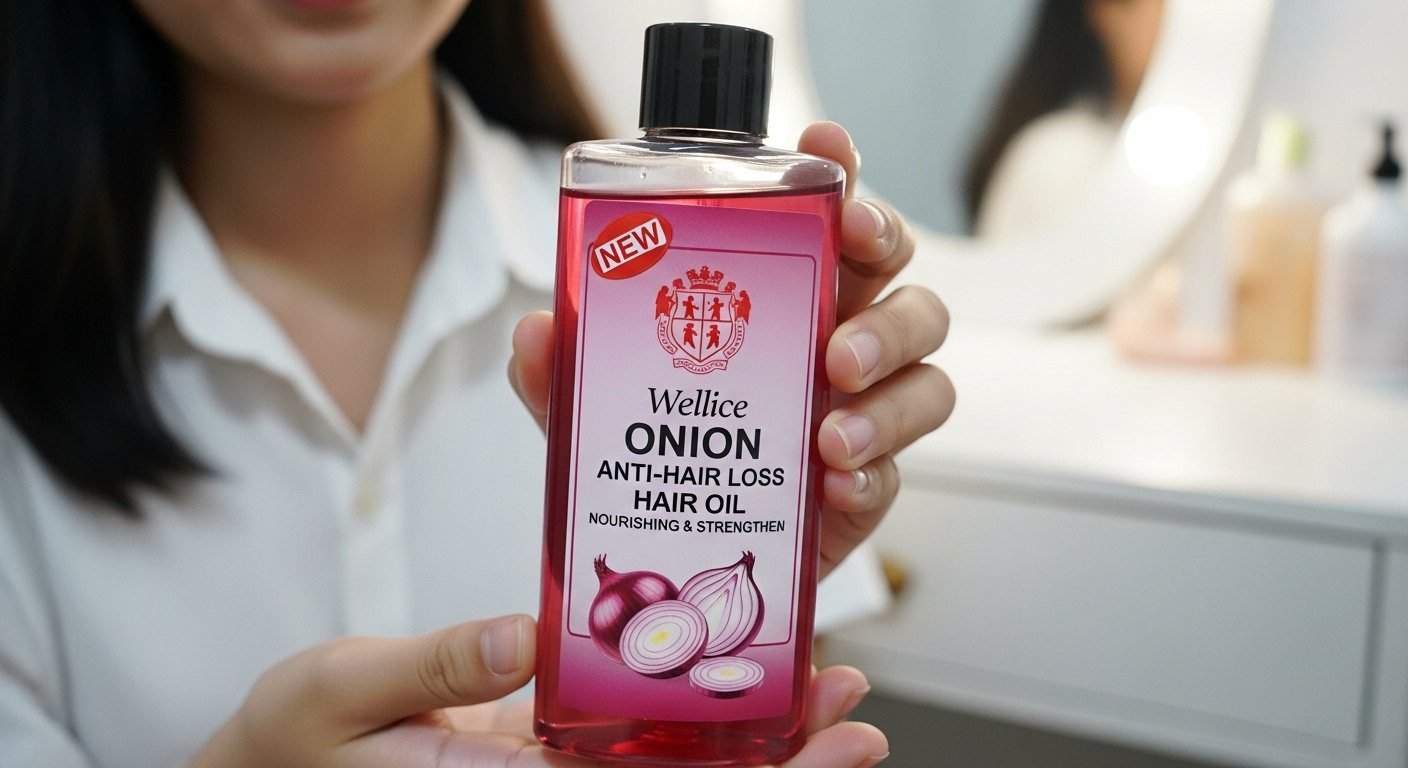 NEW
Wellice
ONION
ANTI-HAIR LOSS
HAIR OIL
NOURISHING & STRENGTHEN